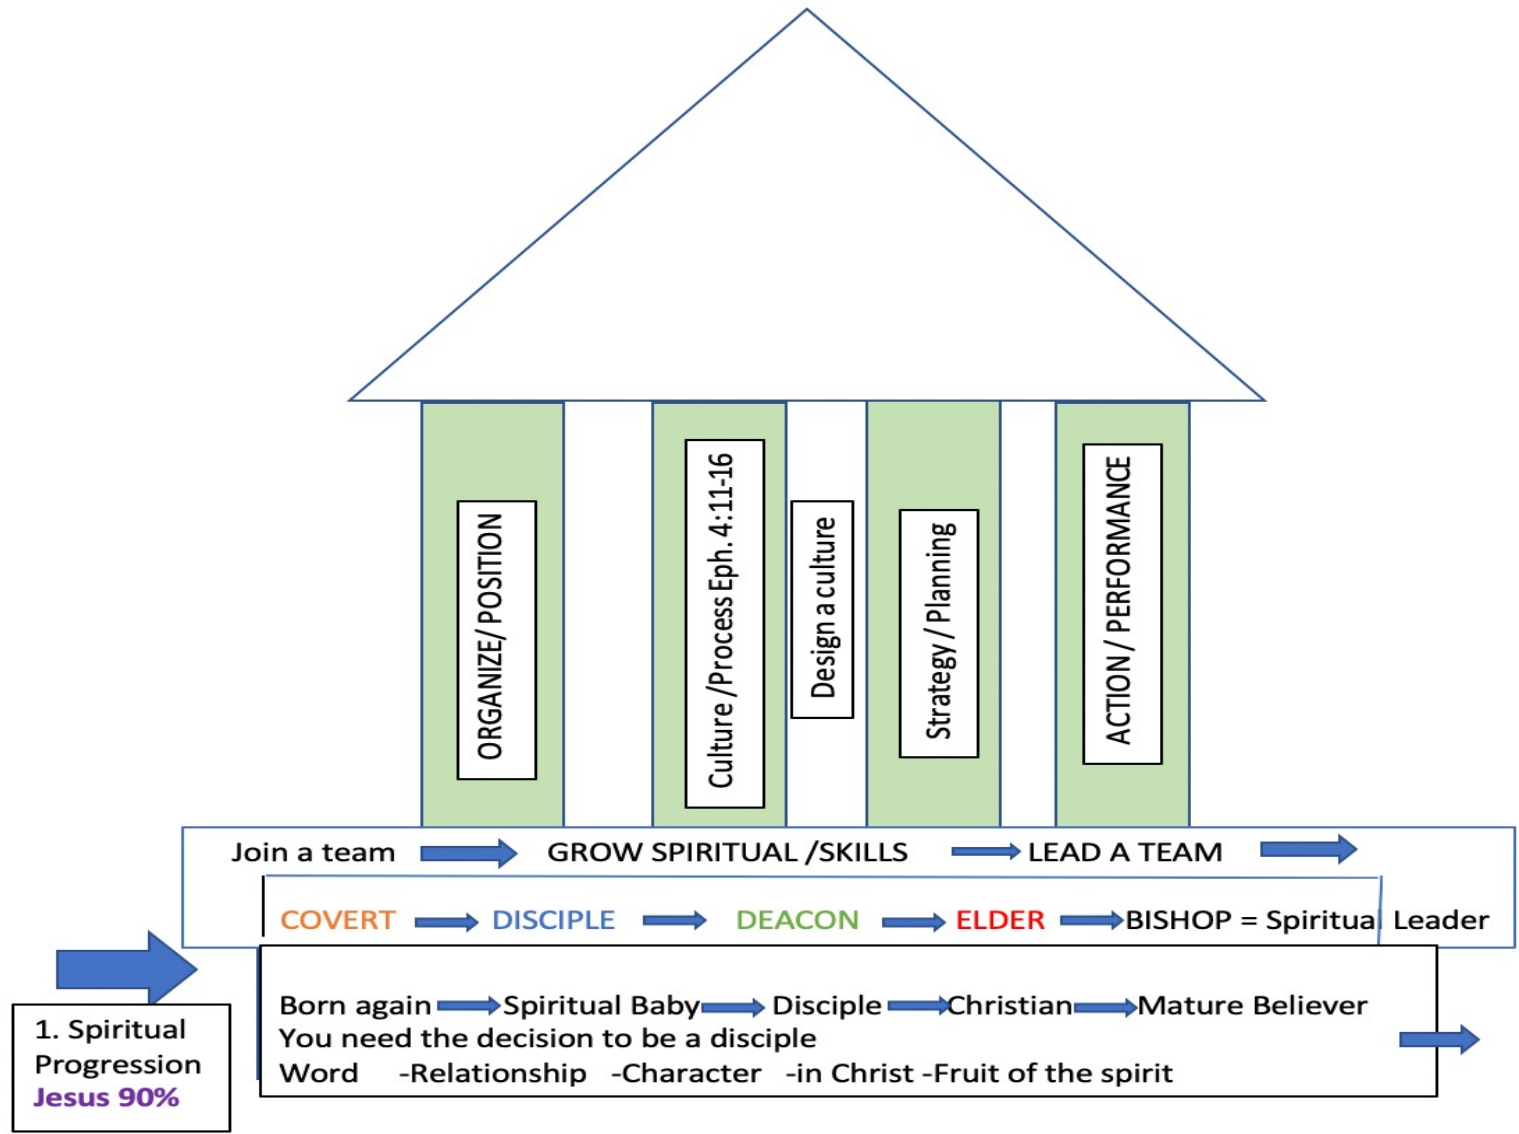 ORGANIZE/ POSITION
Culture /Process Eph. 4:11-16
Design a culture
Strategy / Planning
ACTION / PERFORMANCE
Join a team GROW SPIRITUAL /SKILLS LEAD A TEAM
COVERT DISCIPLE DEACON ELDER BISHOP = Spiritual Leader
Born again Spiritual Baby Disciple Christian Mature Believer
You need the decision to be a disciple
Word -Relationship -Character -in Christ -Fruit of the spirit
1. Spiritual
Progression
Jesus 90%